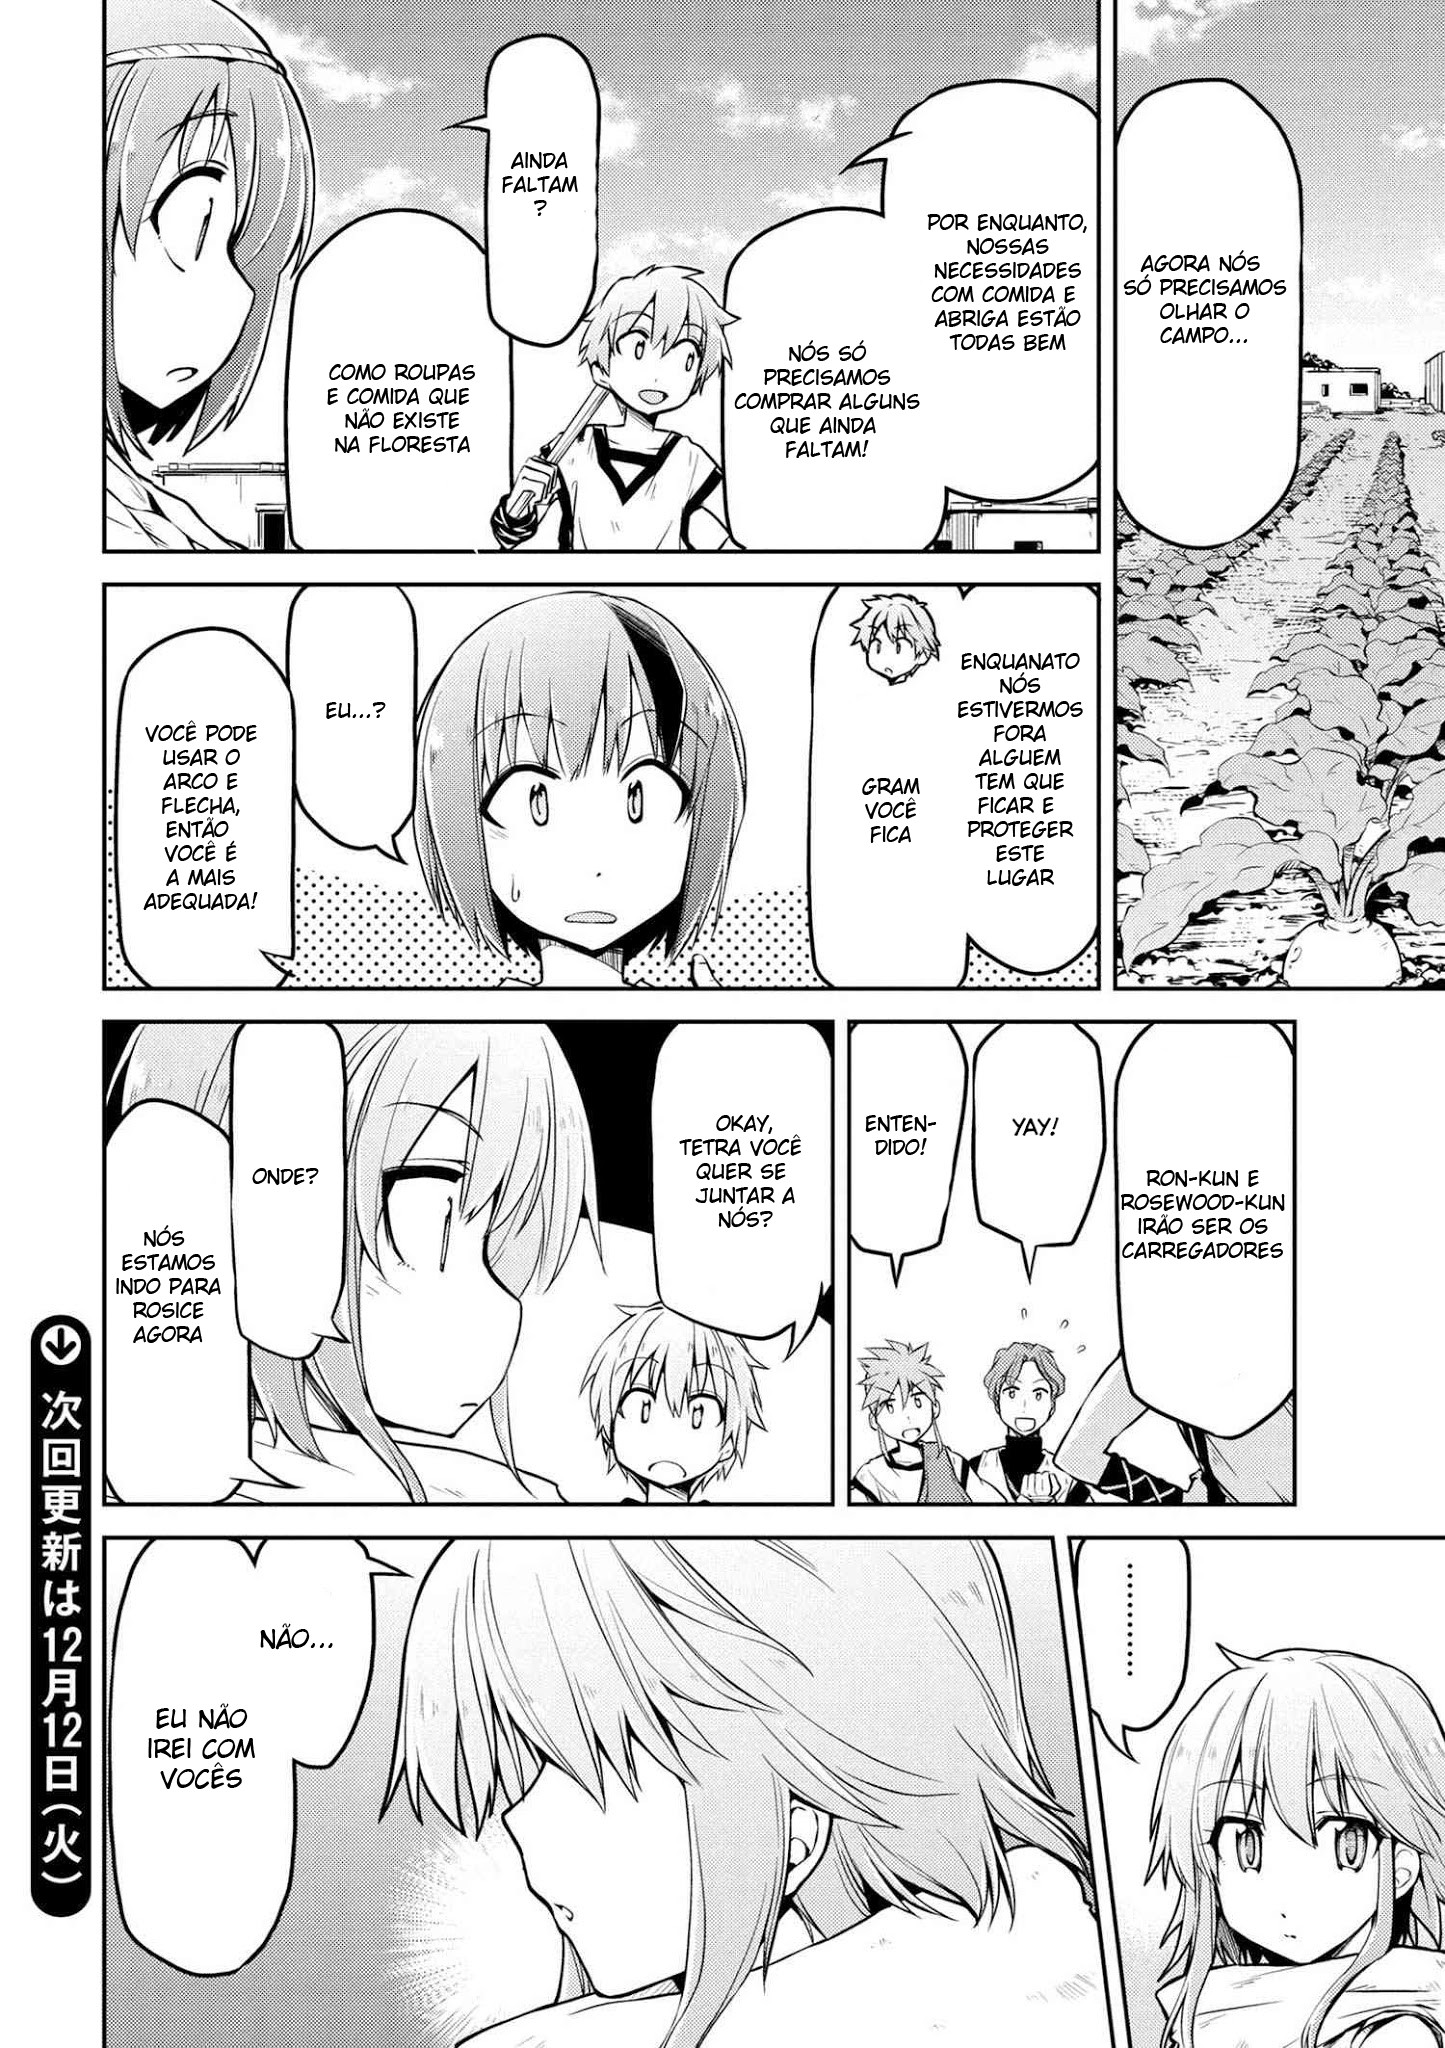 AGORA NÓS
SÓ PRECISAMOS
OLHAR O
CAMPO...
POR ENQUANTO,
NOSSAS
NECESSIDADES
COM COMIDA E
ABRIGA ESTÃO
TODAS BEM
NÓS SÓ
PRECISAMOS
COMPRAR ALGUNS
QUE AINDA
FALTAM!
AINDA
FALTAM
?
COMO ROUPAS
E COMIDA QUE
NÃO EXISTE
NA FLORESTA
ENQUANATO
NÓS
ESTIVERMOS
FORA
ALGUEM
TEM QUE
FICAR E
PROTEGER
ESTE
LUGAR
GRAM
VOCÊ
FICA
EU...?
VOCÊ PODE
USAR O
ARCO E
FLECHA,
ENTÃO
VOCÊ É
A MAIS
ADEQUADA!
RON-KUN E
ROSEWOOD-KUN
IRÃO SER OS
CARREGADORES
YAY!
ENTEN-
DIDO!
OKAY,
TETRA VOCÊ
QUER SE
JUNTAR A
NÓS?
ONDE?
NÓS
ESTAMOS
INDO PARA
ROSICE
AGORA
..........
NÃO...
EU NÃO
IREI COM
VOCÊS
次回更新は12月12日(火)